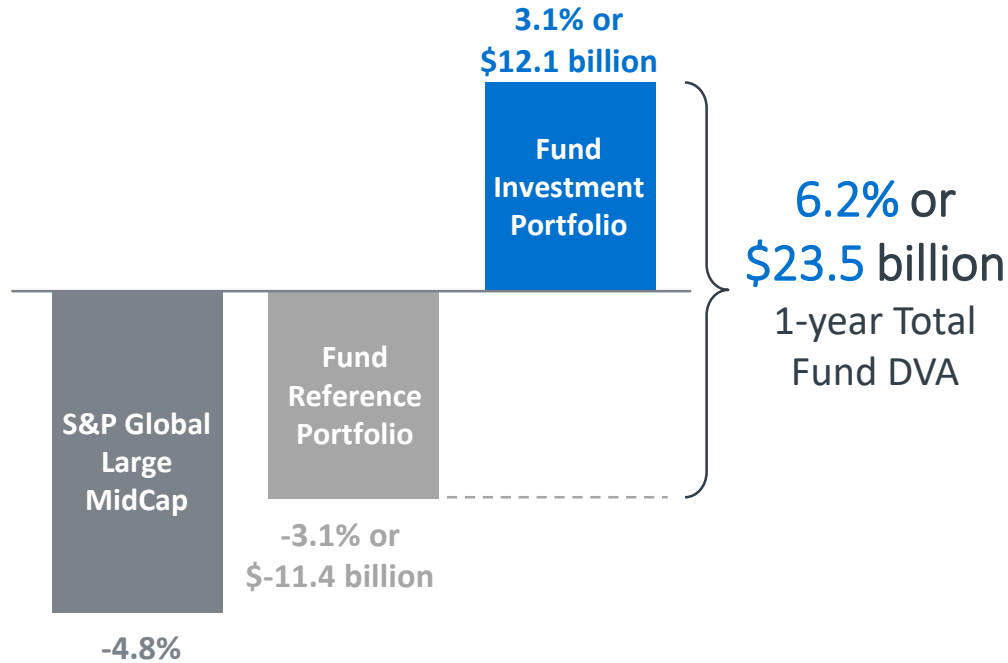 3.1% or
$12.1 billion
Fund
Investment
Portfolio
6.2% or
$23.5 billion
1-year Total
Fund DVA
Fund
Reference
Portfolio
S&P Global
Large
MidCap
-3.1% or
$-11.4 billion
-4.8%